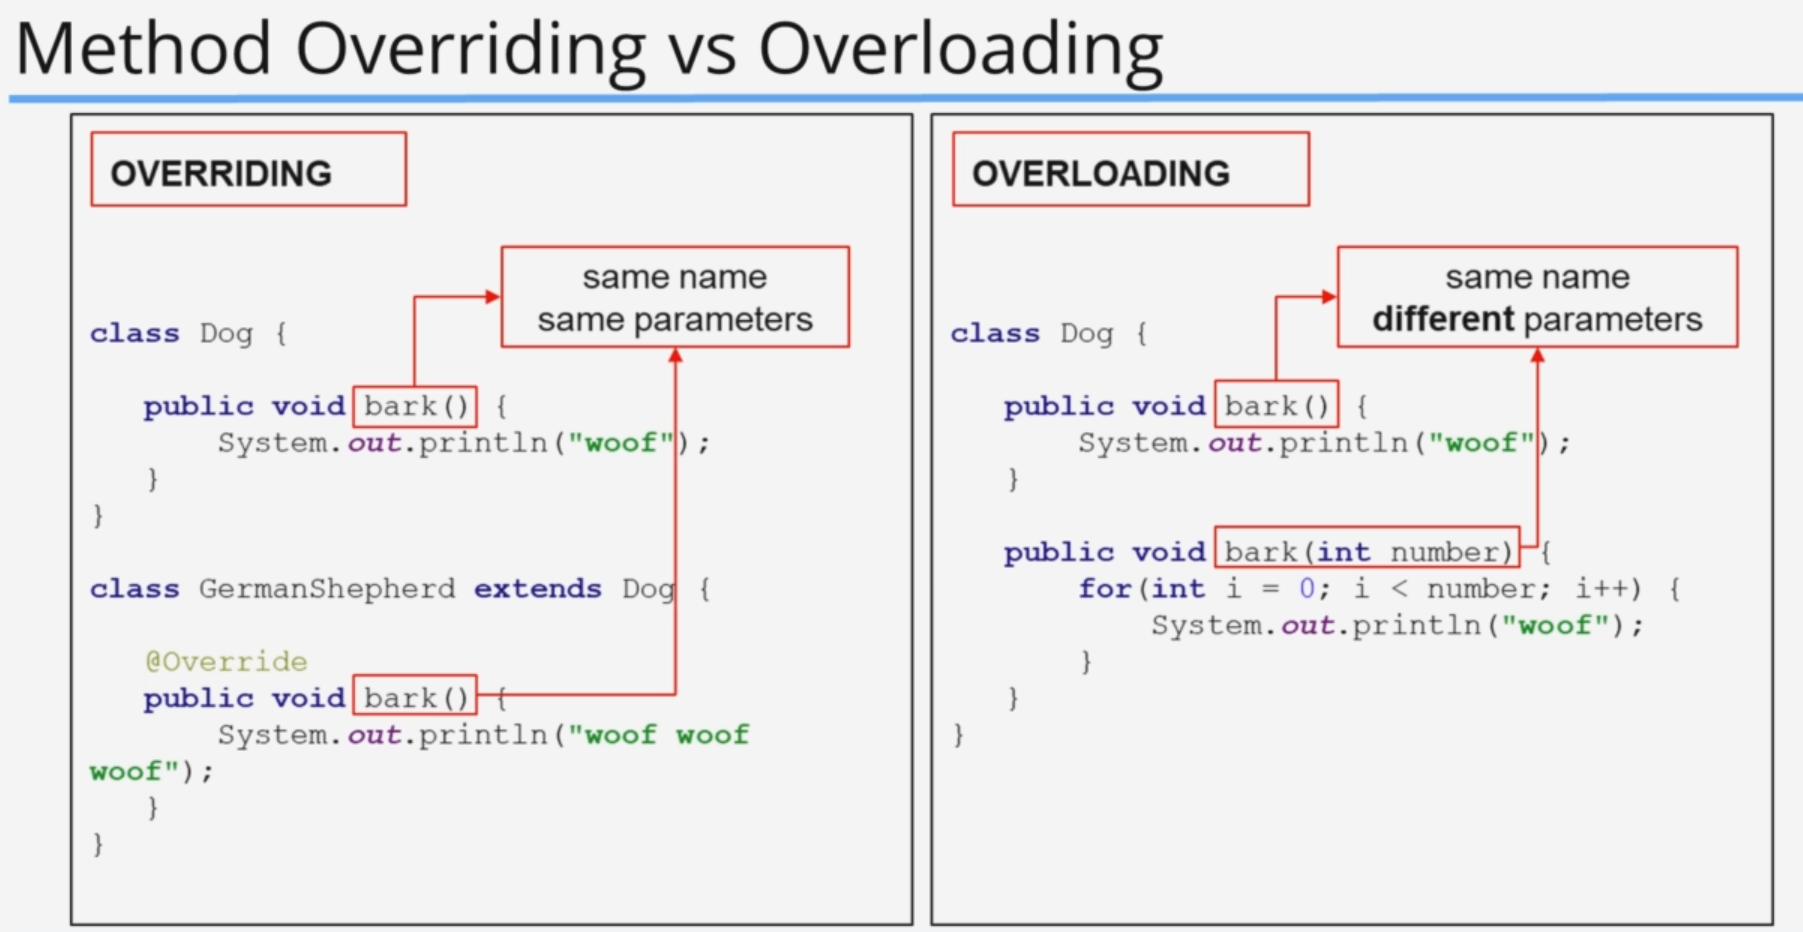 Method Overriding vs Overloading
OVERRIDING
same name
same parameters
class Dog {
public void bark() {
System.out.println("woof");
}
}
class GermanShepherd extends Dog {
@Override
public void bark() {
System.out.println("woof woof
woof");
}
}
OVERLOADING
same name
different parameters
class Dog {
public void bark() {
System.out.println("woof");
}
public void bark(int number) {
for(int i = 0; i < number; i++) {
System.out.println("woof");
}
}
}